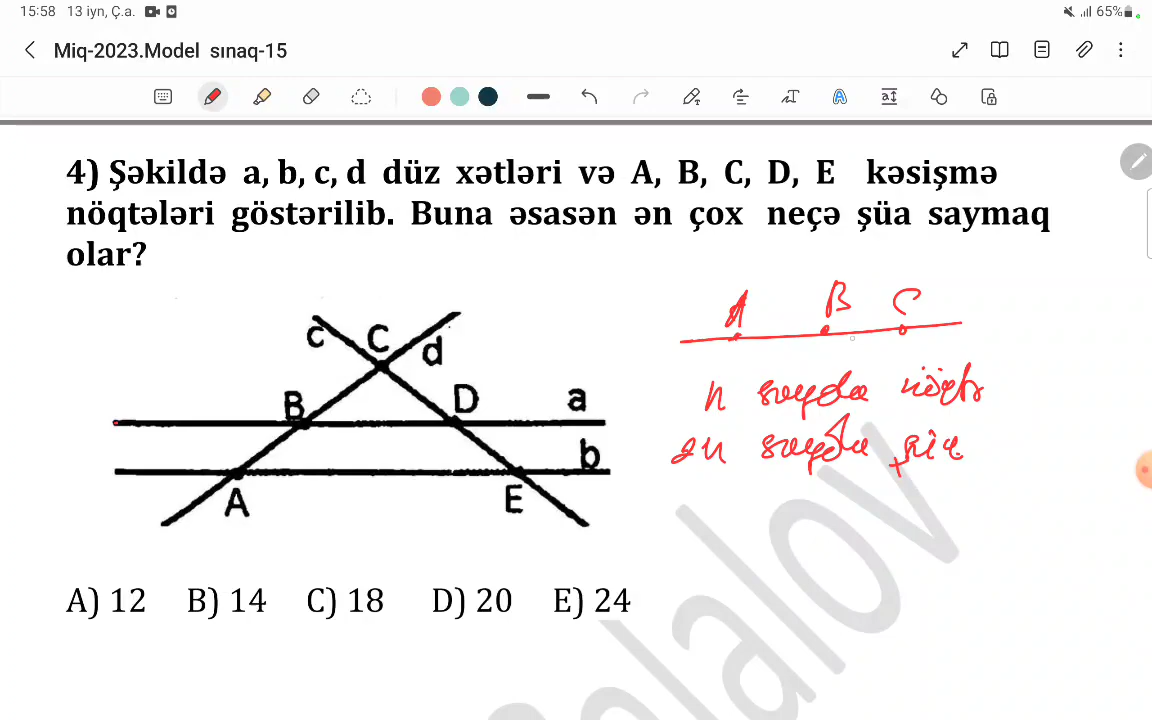 15:58 13 iyn, Ç.a. 65%
Miq-2023.Model sınaq-15
4) Şəkildə a, b, c, d düz xətləri və A, B, C, D, E kəsişmə
nöqtələri göstərilib. Buna əsasən ən çox neçə şüa saymaq
olar?
A B C
n sayda nöqtə
2n sayda şüa
c C d
B D a
b
A E
A) 12 B) 14 C) 18 D) 20 E) 24